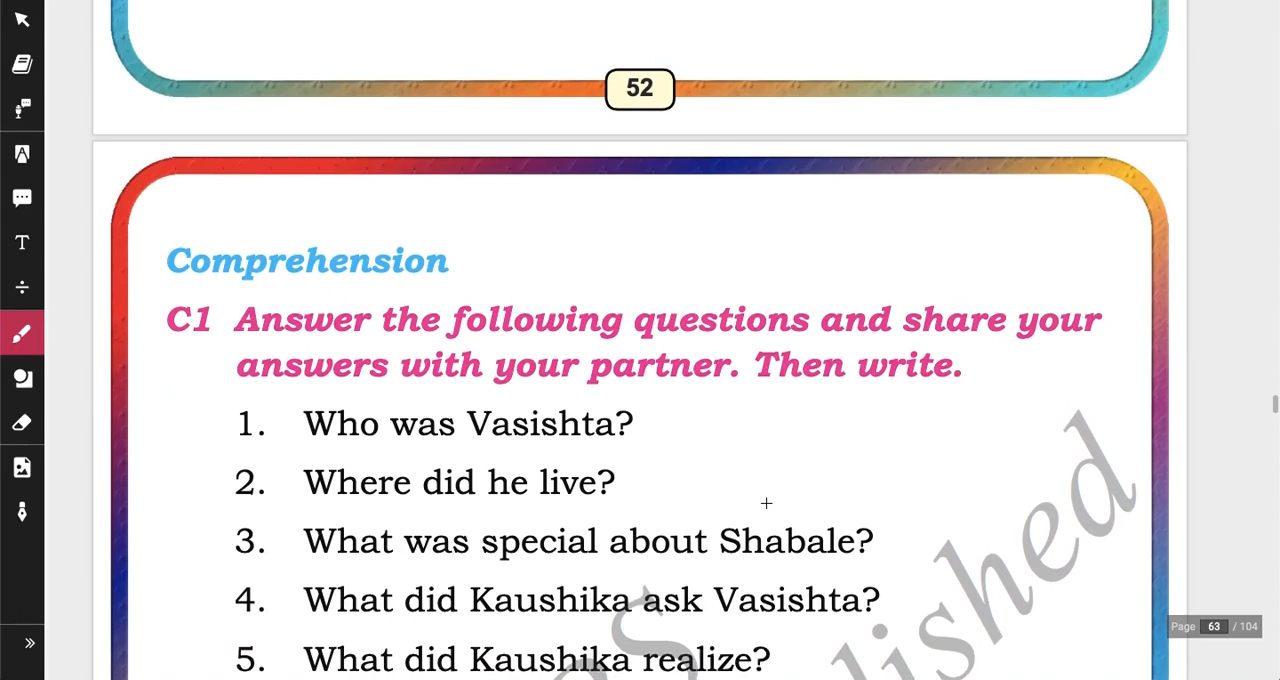 52
Comprehension
C1 Answer the following questions and share your
answers with your partner. Then write.
1. Who was Vasishta?
2. Where did he live?
3. What was special about Shabale?
4. What did Kaushika ask Vasishta?
5. What did Kaushika realize?
lished
Page 63 / 104